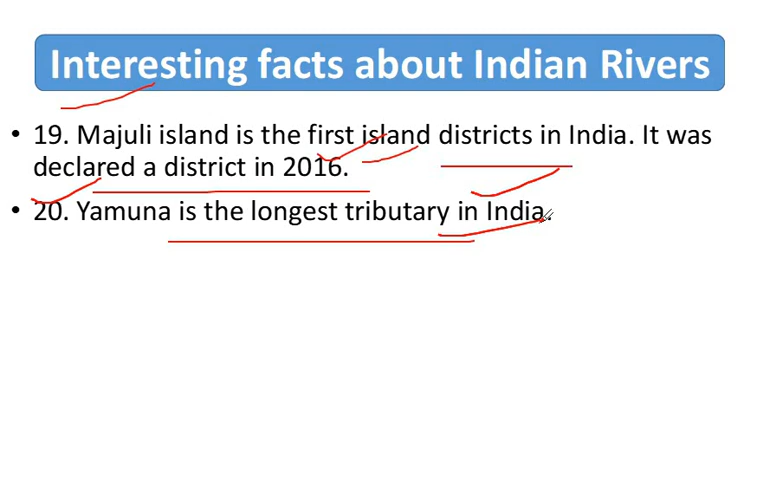 Interesting facts about Indian Rivers
• 19. Majuli island is the first island districts in India. It was
declared a district in 2016.
• 20. Yamuna is the longest tributary in India.